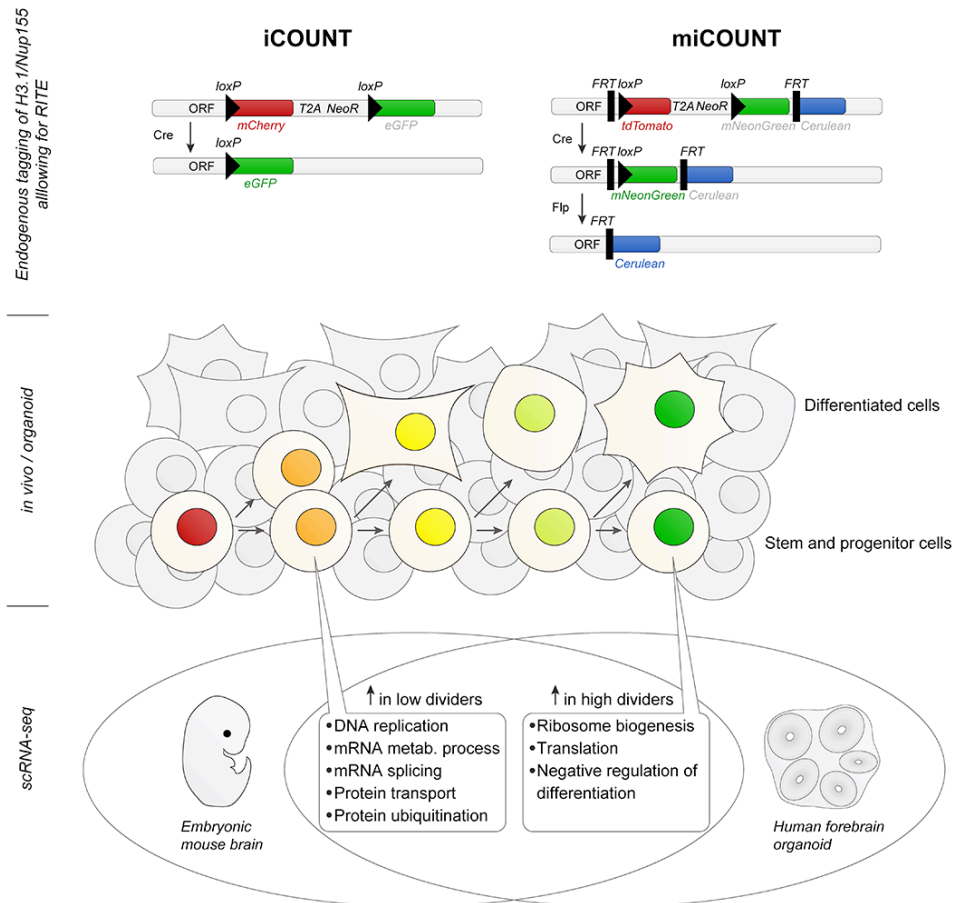 iCOUNT
miCOUNT
Endogenous tagging of H3.1/Nup155
alllowing for RITE
loxP
loxP
ORF
T2A NeoR
mCherry
eGFP
Cre
loxP
ORF
eGFP
FRT loxP
loxP
FRT
ORF
T2A NeoR
tdTomato
mNeonGreen
Cerulean
Cre
FRT loxP
FRT
ORF
mNeonGreen
Cerulean
Flp
FRT
ORF
Cerulean
in vivo / organoid
Differentiated cells
Stem and progenitor cells
scRNA-seq
↑ in low dividers
•DNA replication
•mRNA metab. process
•mRNA splicing
•Protein transport
•Protein ubiquitination
↑ in high dividers
•Ribosome biogenesis
•Translation
•Negative regulation of
differentiation
Embryonic
mouse brain
Human forebrain
organoid